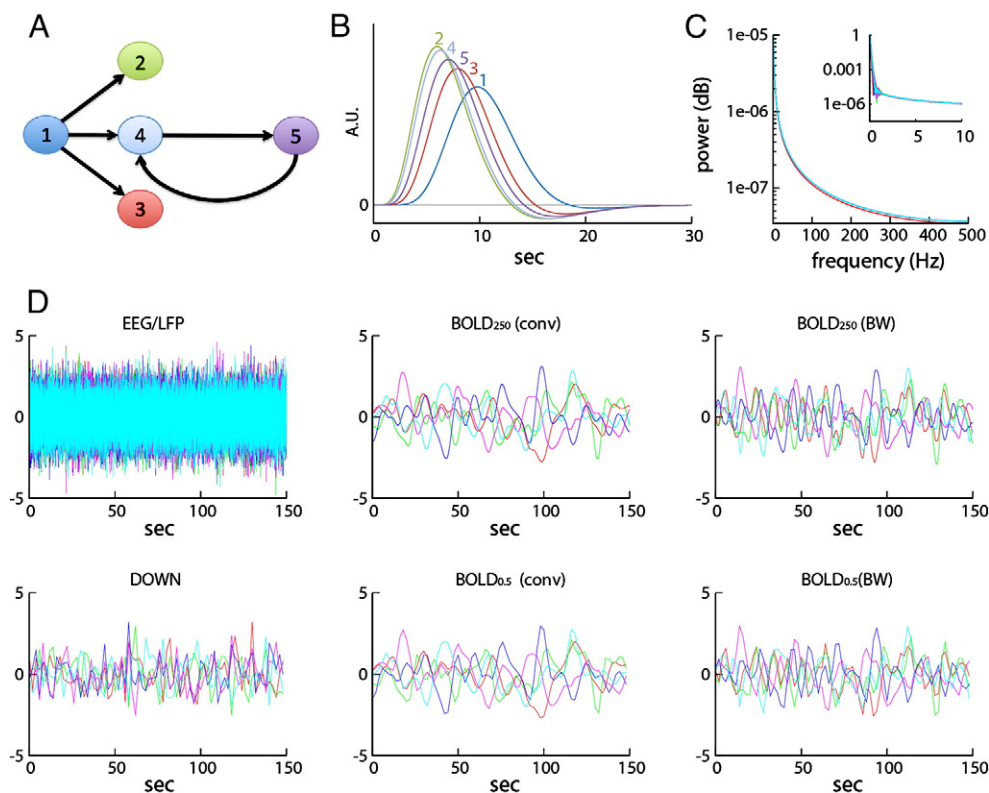 A
2
1
4
5
3
B
2
4
5
3
1
A.U.
0
0
10
20
30
sec
C
1e-05
1e-06
1e-07
power (dB)
1
0.001
1e-06
0
5
10
0
100
200
300
400
500
frequency (Hz)
D
EEG/LFP
5
0
-5
0
50
100
150
sec
BOLD250 (conv)
5
0
-5
0
50
100
150
sec
BOLD250 (BW)
5
0
-5
0
50
100
150
sec
DOWN
5
0
-5
0
50
100
150
sec
BOLD0.5 (conv)
5
0
-5
0
50
100
150
sec
BOLD0.5(BW)
5
0
-5
0
50
100
150
sec